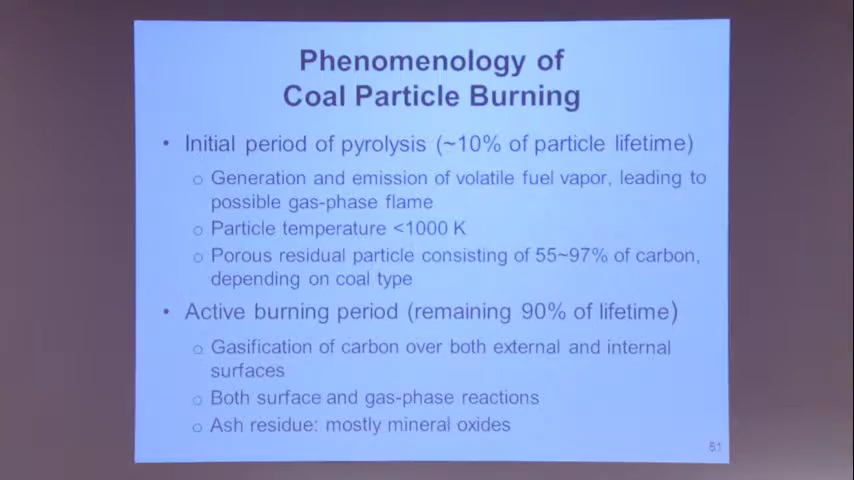 Phenomenology of
Coal Particle Burning
• Initial period of pyrolysis (~10% of particle lifetime)
o Generation and emission of volatile fuel vapor, leading to
possible gas-phase flame
o Particle temperature <1000 K
o Porous residual particle consisting of 55~97% of carbon,
depending on coal type
• Active burning period (remaining 90% of lifetime)
o Gasification of carbon over both external and internal
surfaces
o Both surface and gas-phase reactions
o Ash residue: mostly mineral oxides
51